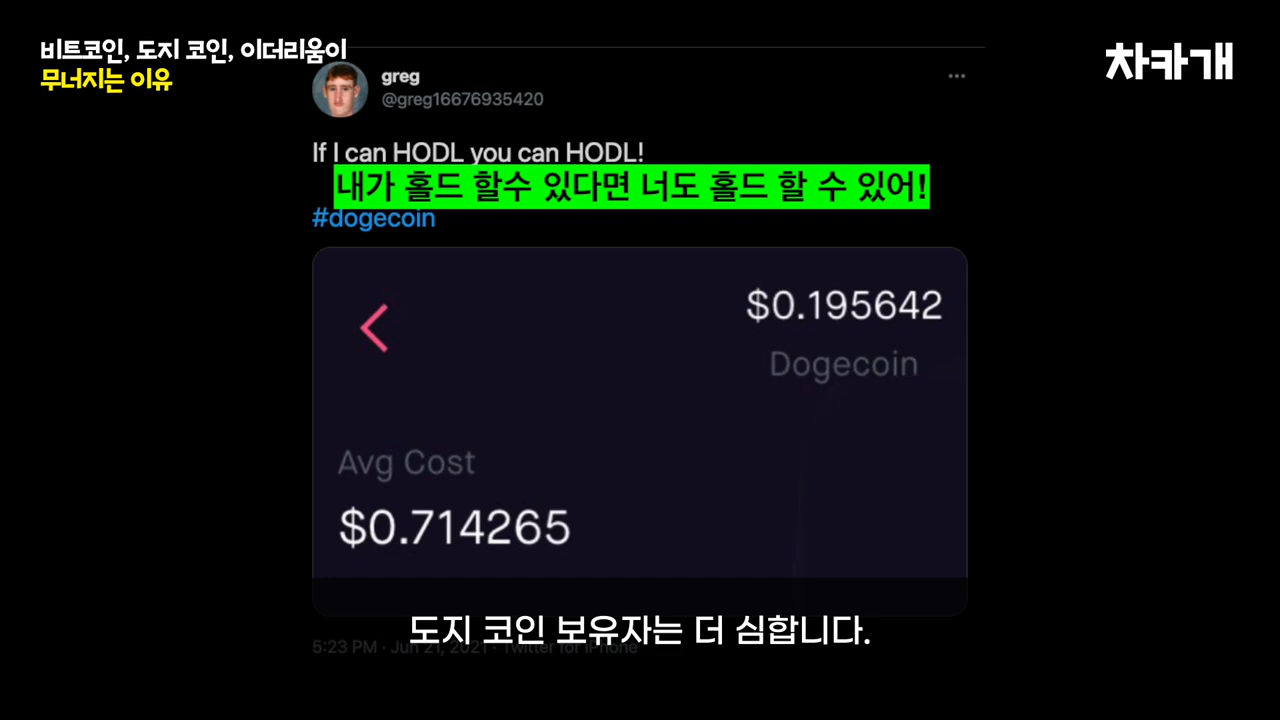 비트코인, 도지 코인, 이더리움이
무너지는 이유
차카개
greg
@greg16676935420
If I can HODL you can HODL!
내가 홀드 할수 있다면 너도 홀드 할 수 있어!
#dogecoin
$0.195642
Dogecoin
Avg Cost
$0.714265
도지 코인 보유자는 더 심합니다.
5:23 PM · Jun 21, 2021 · Twitter for iPhone